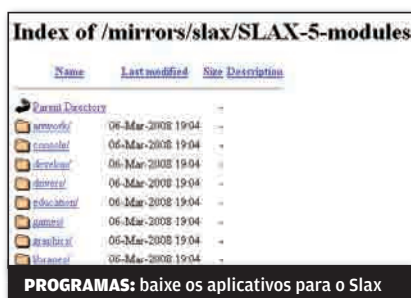 Index of /mirrors/slax/SLAX-5-modules
Name Last modified Size Description
Parent Directory -
artwork/ 06-Mar-2008 19:04 -
console/ 06-Mar-2008 19:04 -
develop/ 06-Mar-2008 19:04 -
drivers/ 06-Mar-2008 19:04 -
education/ 06-Mar-2008 19:04 -
games/ 06-Mar-2008 19:04 -
graphics/ 06-Mar-2008 19:04 -
libraries/ 06-Mar-2008 19:04 -
PROGRAMAS: baixe os aplicativos para o Slax